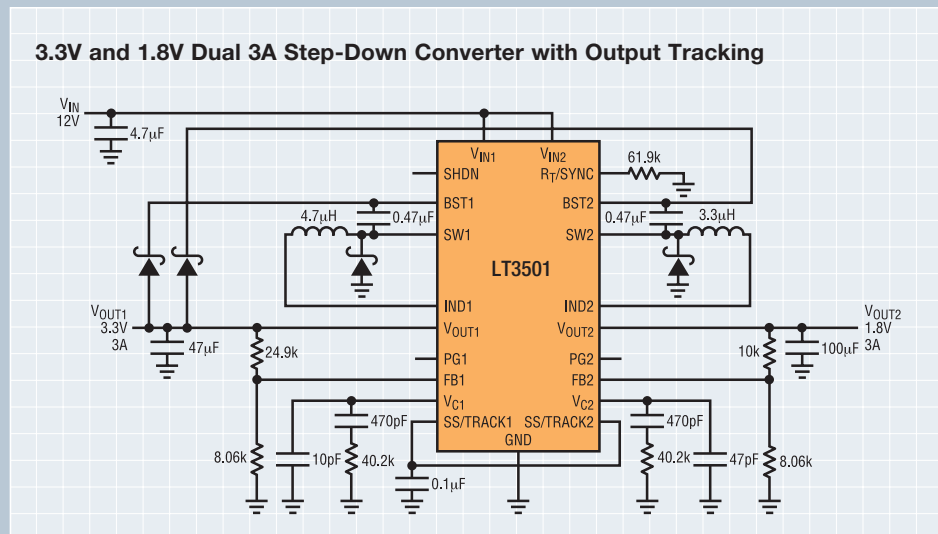 3.3V and 1.8V Dual 3A Step-Down Converter with Output Tracking
VIN
12V
4.7µF
VIN1
VIN2
SHDN
RT/SYNC
61.9k
BST1
BST2
4.7µH
0.47µF
0.47µF
3.3µH
SW1
SW2
LT3501
IND1
IND2
VOUT1
3.3V
3A
VOUT1
VOUT2
VOUT2
1.8V
3A
47µF
24.9k
10k
100µF
PG1
PG2
FB1
FB2
VC1
VC2
470pF
SS/TRACK1
SS/TRACK2
470pF
GND
8.06k
10pF
40.2k
40.2k
47pF
8.06k
0.1µF